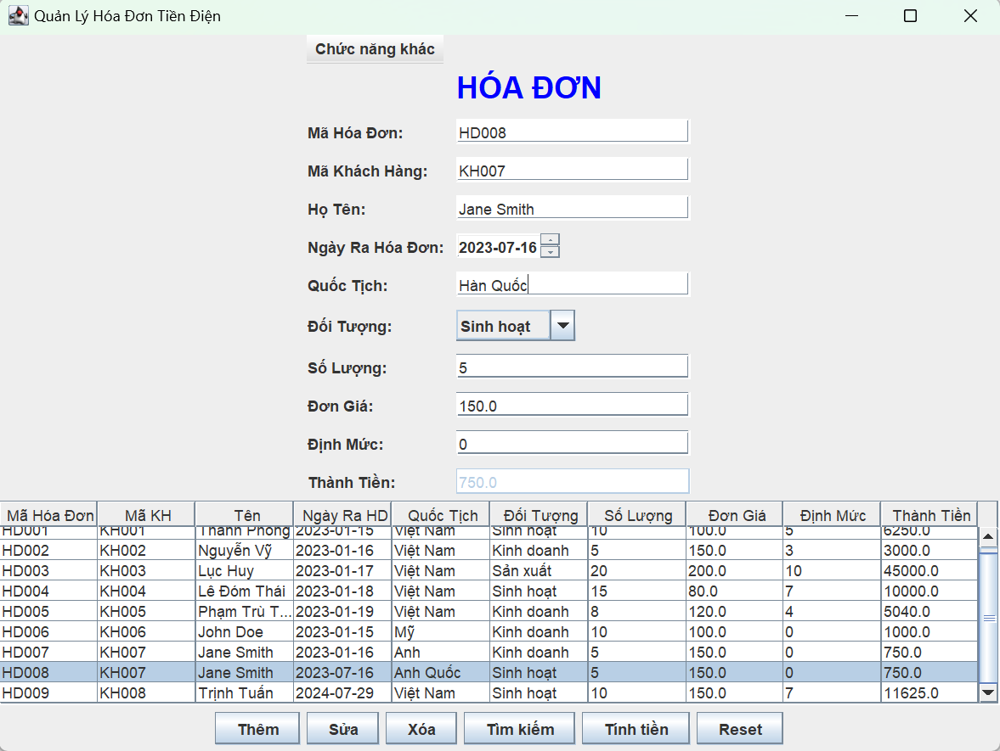 Quản Lý Hóa Đơn Tiền Điện
Chức năng khác
HÓA ĐƠN
Mã Hóa Đơn: HD008
Mã Khách Hàng: KH007
Họ Tên: Jane Smith
Ngày Ra Hóa Đơn: 2023-07-16
Quốc Tịch: Hàn Quốc
Đối Tượng: Sinh hoạt
Số Lượng: 5
Đơn Giá: 150.0
Định Mức: 0
Thành Tiền: 750.0
Mã Hóa Đơn Mã KH Tên Ngày Ra HD Quốc Tịch Đối Tượng Số Lượng Đơn Giá Định Mức Thành Tiền
HD001 KH001 Thanh Phong 2023-01-15 Việt Nam Sinh hoạt 10 100.0 5 6250.0
HD002 KH002 Nguyễn Vỹ 2023-01-16 Việt Nam Kinh doanh 5 150.0 3 3000.0
HD003 KH003 Lục Huy 2023-01-17 Việt Nam Sản xuất 20 200.0 10 45000.0
HD004 KH004 Lê Đóm Thái 2023-01-18 Việt Nam Sinh hoạt 15 80.0 7 10000.0
HD005 KH005 Phạm Trù T... 2023-01-19 Việt Nam Kinh doanh 8 120.0 4 5040.0
HD006 KH006 John Doe 2023-01-15 Mỹ Kinh doanh 10 100.0 0 1000.0
HD007 KH007 Jane Smith 2023-01-16 Anh Kinh doanh 5 150.0 0 750.0
HD008 KH007 Jane Smith 2023-07-16 Anh Quốc Sinh hoạt 5 150.0 0 750.0
HD009 KH008 Trịnh Tuấn 2024-07-29 Việt Nam Sinh hoạt 10 150.0 7 11625.0
Thêm Sửa Xóa Tìm kiếm Tính tiền Reset